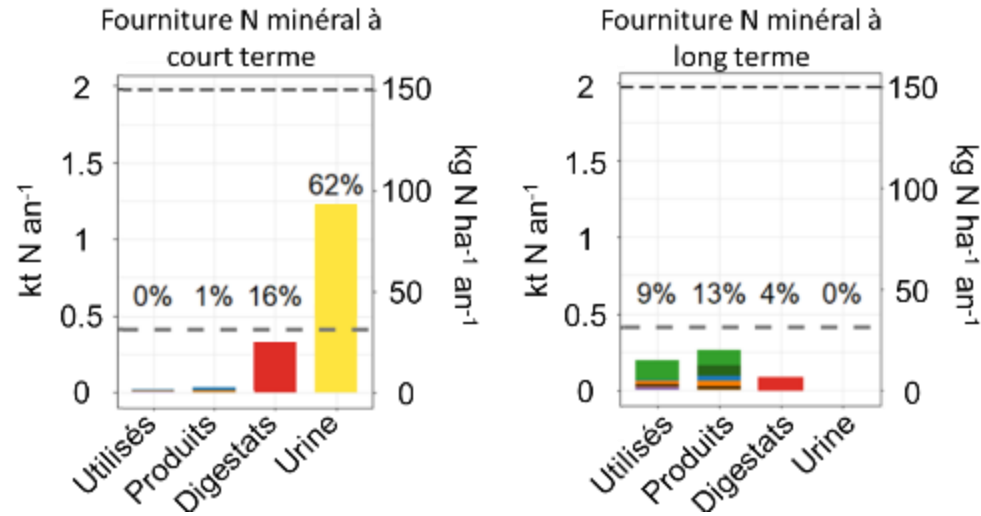 Fourniture N minéral à
court terme
2
1.5
1
0.5
0
kt N an⁻¹
0%
1%
16%
62%
150
100
50
0
kg N ha⁻¹ an⁻¹
Utilisés
Produits
Digestats
Urine
Fourniture N minéral à
long terme
2
1.5
1
0.5
0
kt N an⁻¹
9%
13%
4%
0%
150
100
50
0
kg N ha⁻¹ an⁻¹
Utilisés
Produits
Digestats
Urine